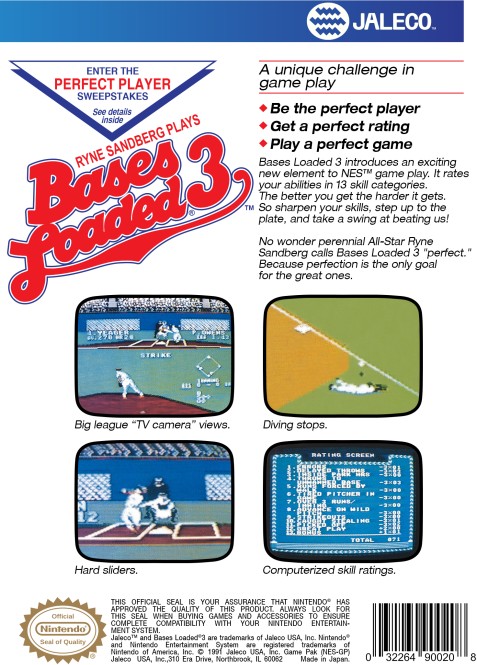 JALECO™
ENTER THE
PERFECT PLAYER
SWEEPSTAKES
See details
inside
RYNE SANDBERG PLAYS
Bases
Loaded 3
® ™
A unique challenge in
game play
Be the perfect player
Get a perfect rating
Play a perfect game
Bases Loaded 3 introduces an exciting
new element to NES™ game play. It rates
your abilities in 13 skill categories.
The better you get the harder it gets.
So sharpen your skills, step up to the
plate, and take a swing at beating us!
No wonder perennial All-Star Ryne
Sandberg calls Bases Loaded 3 "perfect."
Because perfection is the only goal
for the great ones.
STRIKE
Big league “TV camera” views.
Diving stops.
RATING SCREEN
TOTAL 071
Hard sliders.
Computerized skill ratings.
Official
Nintendo®
Seal of Quality
THIS OFFICIAL SEAL IS YOUR ASSURANCE THAT NINTENDO® HAS
APPROVED THE QUALITY OF THIS PRODUCT. ALWAYS LOOK FOR
THIS SEAL WHEN BUYING GAMES AND ACCESSORIES TO ENSURE
COMPLETE COMPATIBILITY WITH YOUR NINTENDO ENTERTAIN-
MENT SYSTEM.
Jaleco™ and Bases Loaded®3 are trademarks of Jaleco USA, Inc. Nintendo®
and Nintendo Entertainment System are registered trademarks of
Nintendo of America, Inc. © 1991 Jaleco USA, Inc. Game Pak (NES-GP)
Jaleco USA, Inc.,310 Era Drive, Northbrook, IL 60062 Made in Japan.
0 32264 90020 8